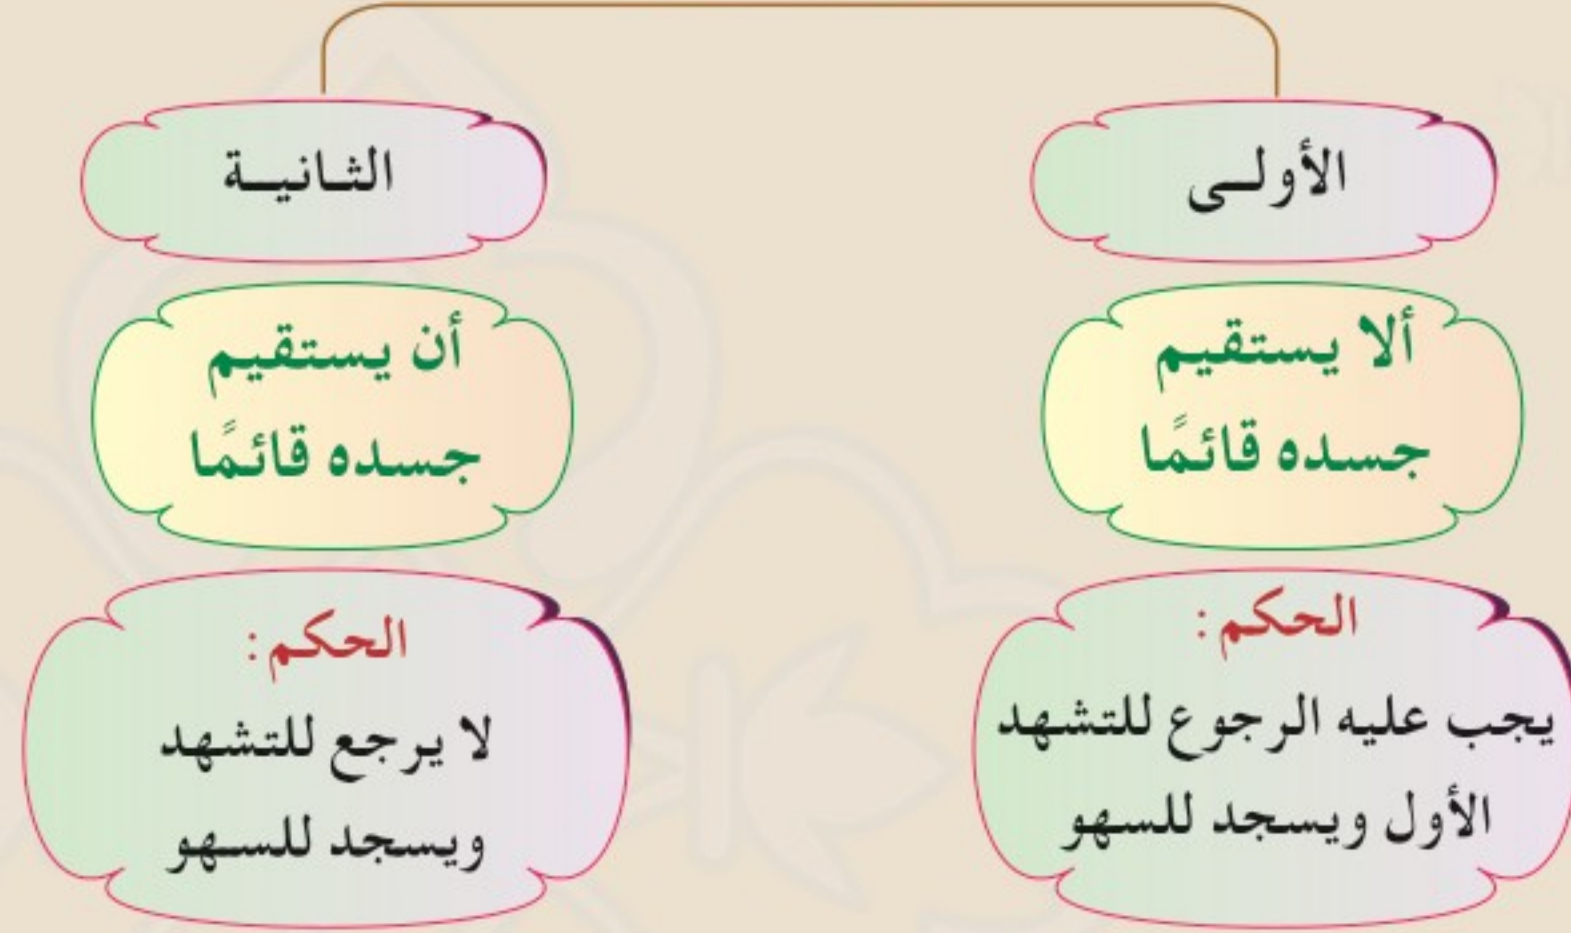 الأولى
ألا يستقيم
جسده قائمًا
الحكم:
يجب عليه الرجوع للتشهد
الأول ويسجد للسهو
الثانية
أن يستقيم
جسده قائمًا
الحكم:
لا يرجع للتشهد
ويسجد للسهو